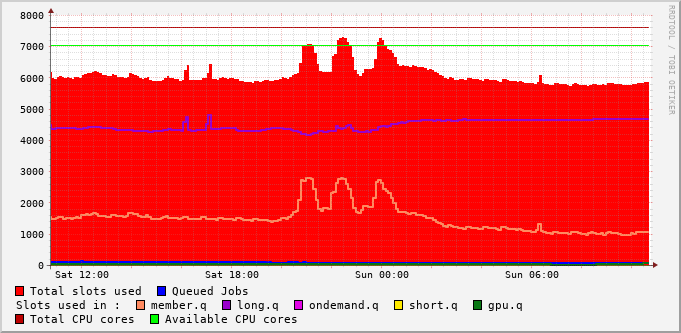 8000
7000
6000
5000
4000
3000
2000
1000
0
Sat 12:00 Sat 18:00 Sun 00:00 Sun 06:00
RRDTOOL / TOBI OETIKER
Total slots used Queued Jobs
Slots used in : member.q long.q ondemand.q short.q gpu.q
Total CPU cores Available CPU cores